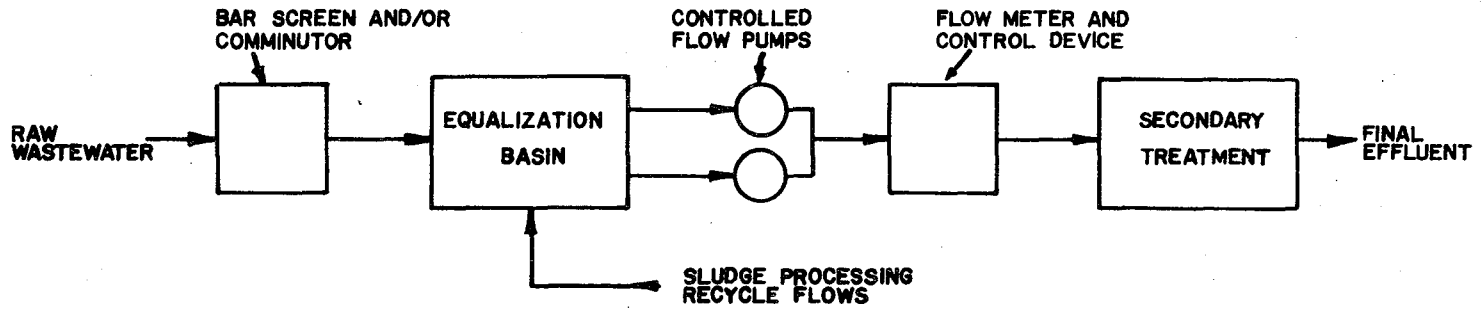 BAR SCREEN AND/OR
COMMINUTOR
CONTROLLED
FLOW PUMPS
FLOW METER AND
CONTROL DEVICE
RAW
WASTEWATER
EQUALIZATION
BASIN
SECONDARY
TREATMENT
FINAL
EFFLUENT
SLUDGE PROCESSING
RECYCLE FLOWS